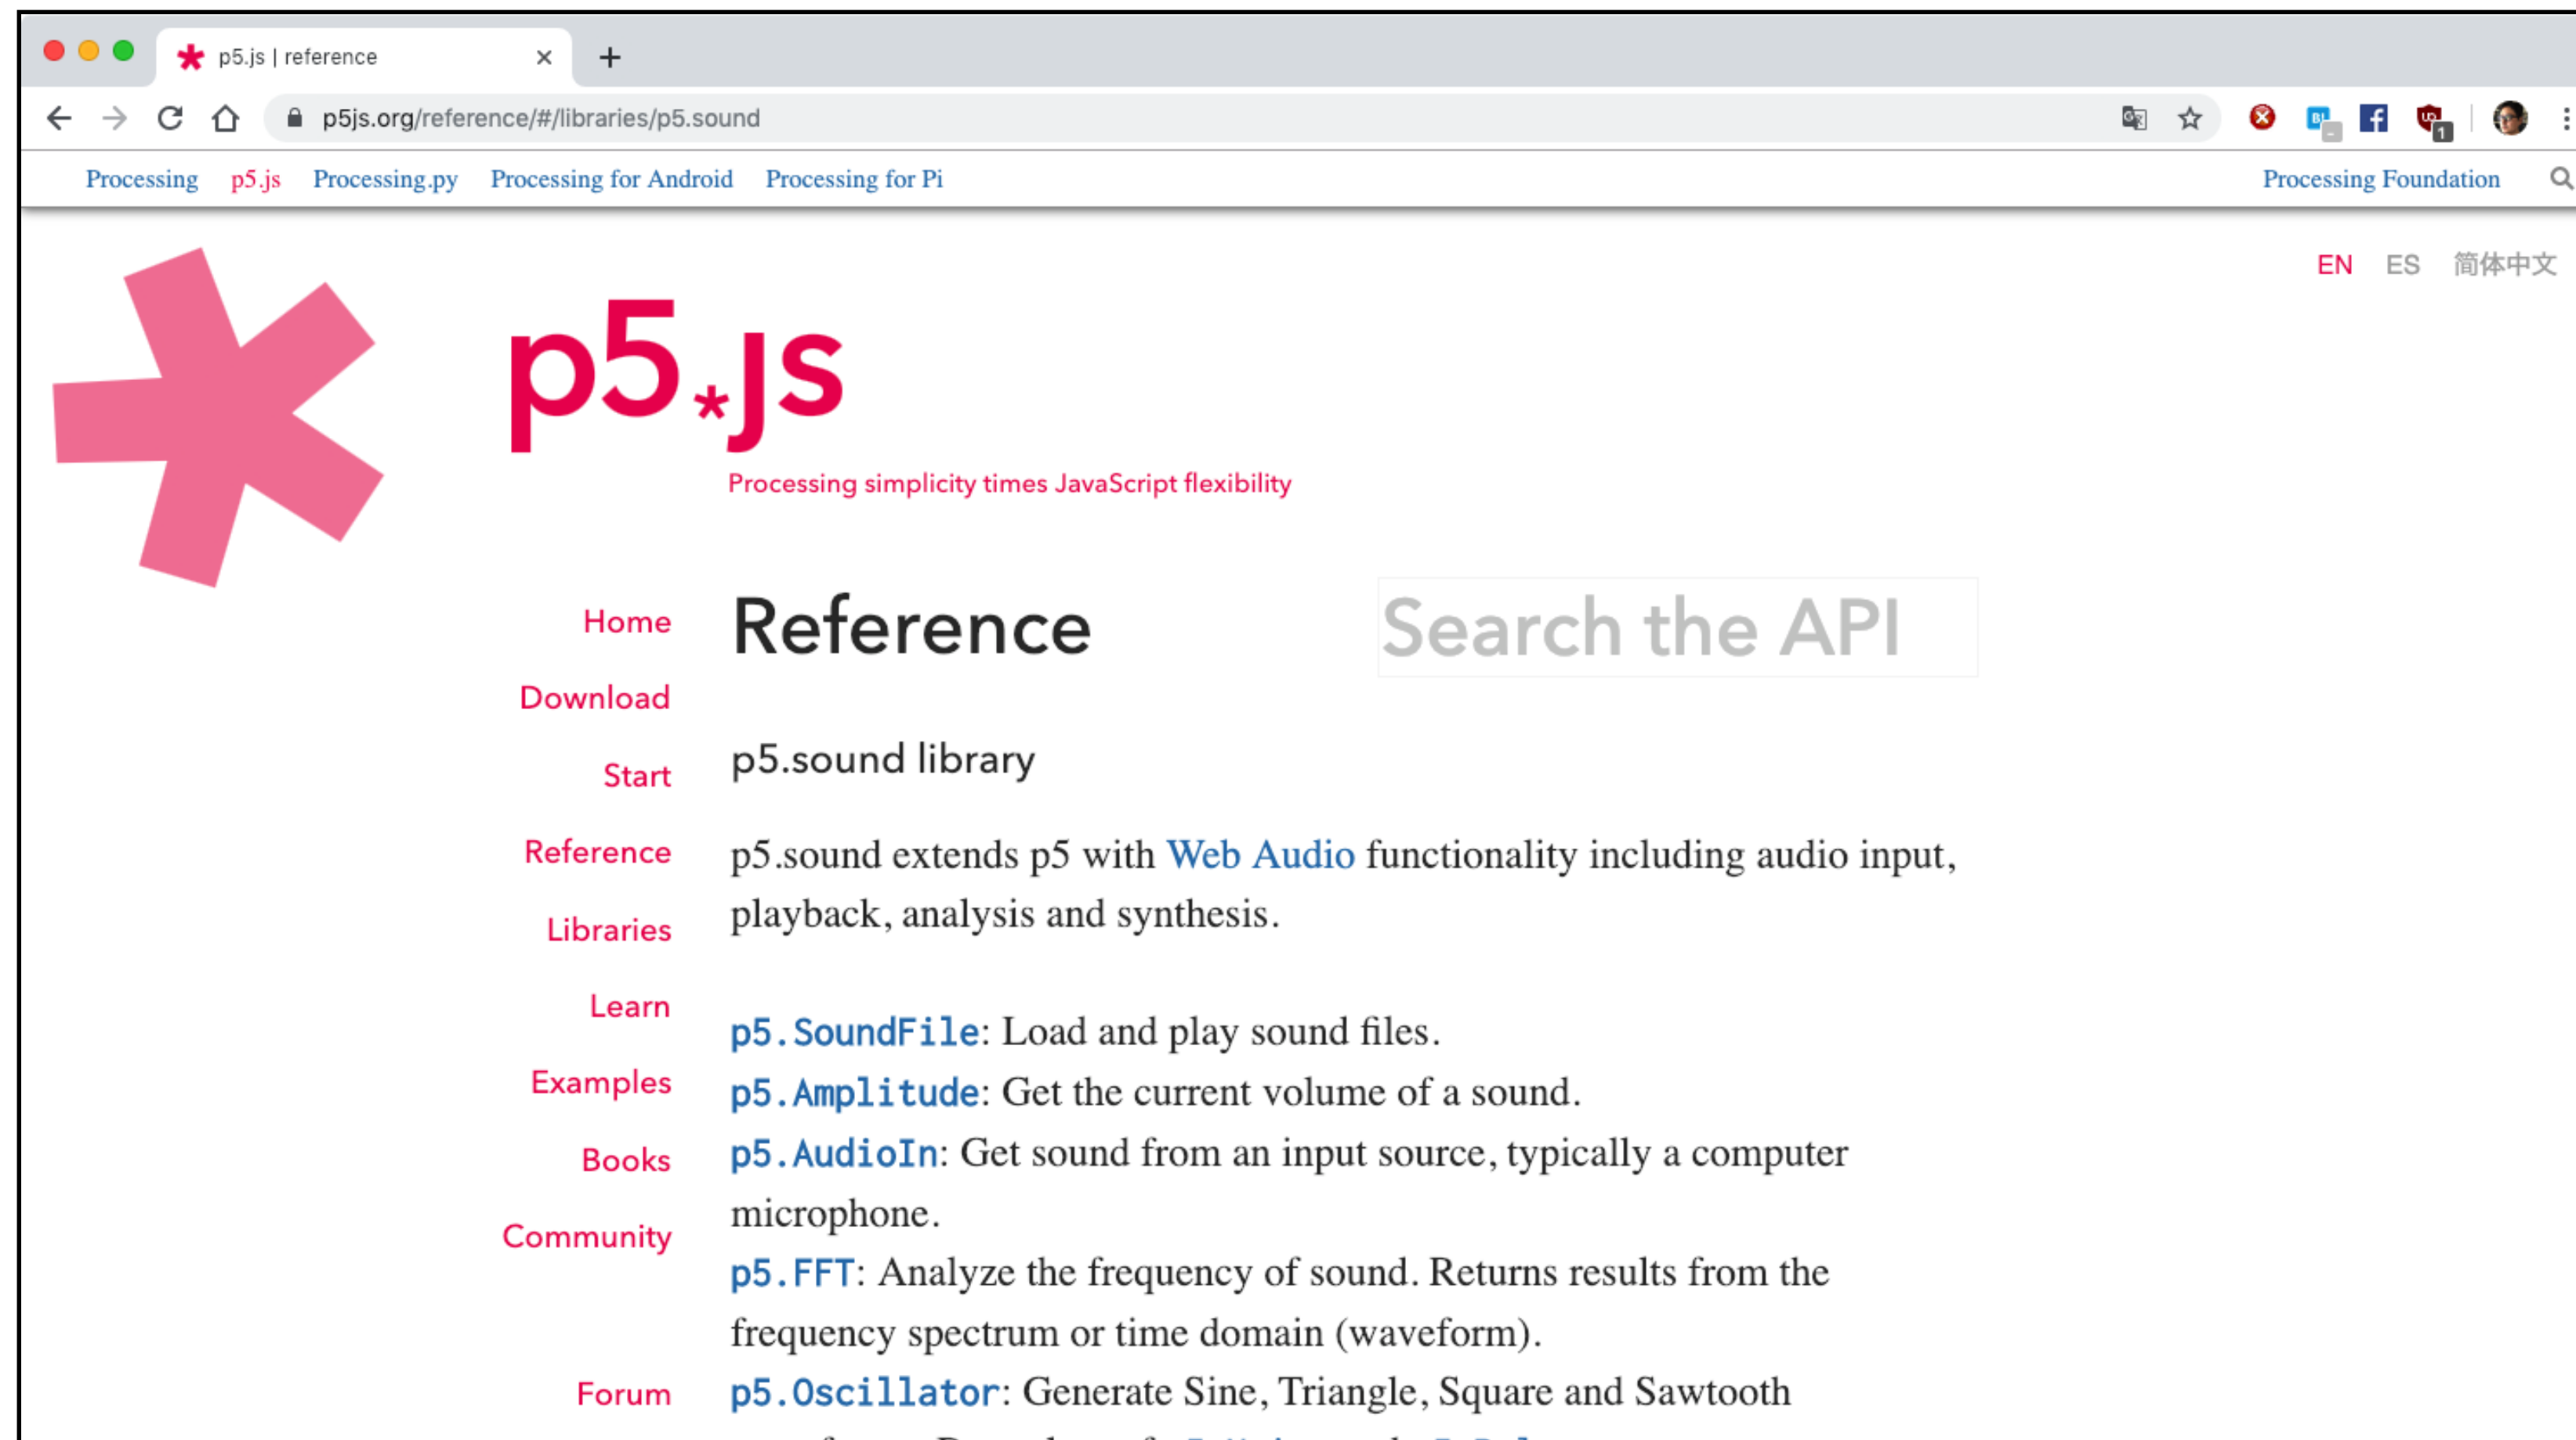 p5.js | reference
p5js.org/reference/#/libraries/p5.sound
1
Processing p5.js Processing.py Processing for Android Processing for Pi Processing Foundation
EN ES 简体中文
p5*js
Processing simplicity times JavaScript flexibility
Home
Download
Start
Reference
Libraries
Learn
Examples
Books
Community
Forum
Reference
Search the API
p5.sound library
p5.sound extends p5 with Web Audio functionality including audio input,
playback, analysis and synthesis.
p5.SoundFile: Load and play sound files.
p5.Amplitude: Get the current volume of a sound.
p5.AudioIn: Get sound from an input source, typically a computer
microphone.
p5.FFT: Analyze the frequency of sound. Returns results from the
frequency spectrum or time domain (waveform).
p5.Oscillator: Generate Sine, Triangle, Square and Sawtooth